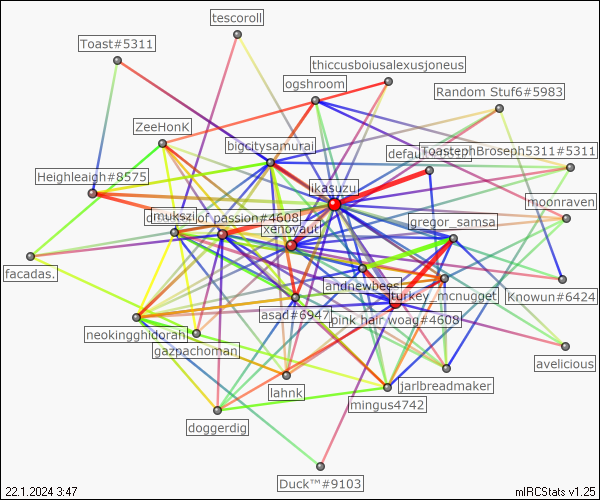 tescoroll
Toast#5311
thiccusboiusalexusjoneus
ogshroom
Random Stuf6#5983
ZeeHonk
bigcitysamurai
ToastephBroseph5311#5311
Heighleaigh#8575
ikasuzu
moonraven
mukszi
of passion#4608
gregor_samsa
xenoyaut
facadas.
andnewbees
turkey_mcnugget
Knowun#6424
asad#6947
pink hair woag#4608
neokingghidorah
gazpachoman
avelicious
lahnk
jarlbreadmaker
mingus4742
doggerdig
Duck™#9103
22.1.2024 3:47
mIRCStats v1.25